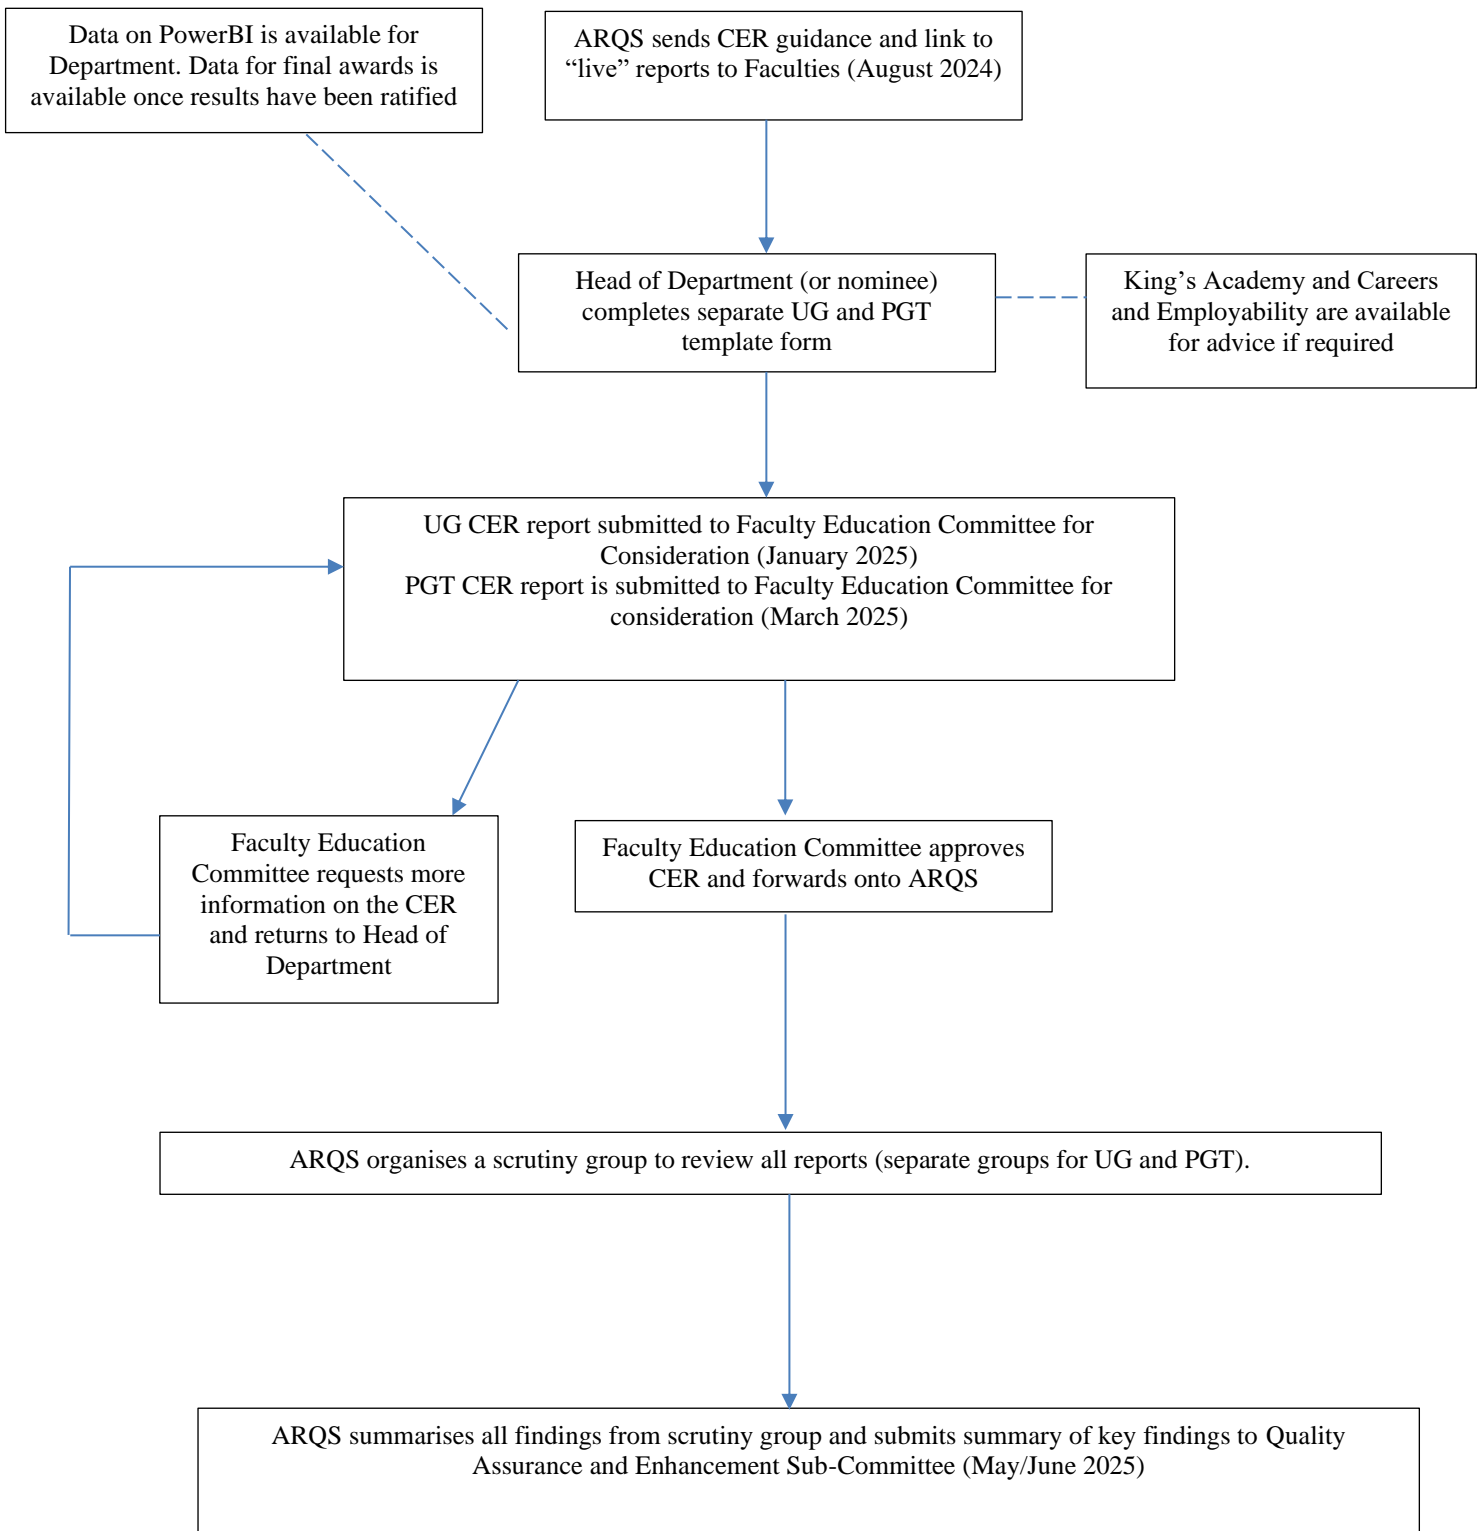 Data on PowerBI is available for
Department. Data for final awards is
available once results have been ratified
ARQS sends CER guidance and link to
“live” reports to Faculties (August 2024)
Head of Department (or nominee)
completes separate UG and PGT
template form
King’s Academy and Careers
and Employability are available
for advice if required
UG CER report submitted to Faculty Education Committee for
Consideration (January 2025)
PGT CER report is submitted to Faculty Education Committee for
consideration (March 2025)
Faculty Education
Committee requests more
information on the CER
and returns to Head of
Department
Faculty Education Committee approves
CER and forwards onto ARQS
ARQS organises a scrutiny group to review all reports (separate groups for UG and PGT).
ARQS summarises all findings from scrutiny group and submits summary of key findings to Quality
Assurance and Enhancement Sub-Committee (May/June 2025)